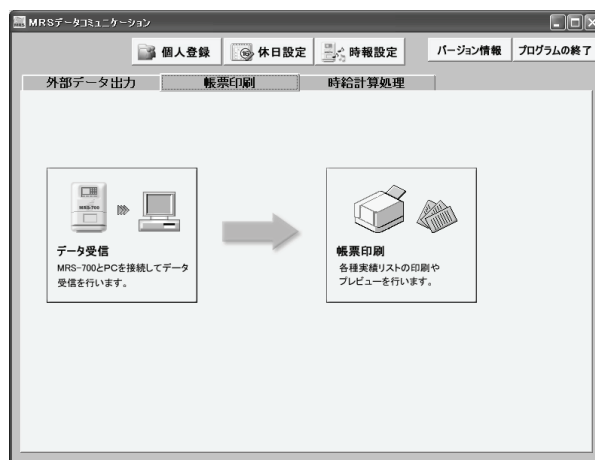 MRSデータコミュニケーション
個人登録 休日設定 時報設定 バージョン情報 プログラムの終了
外部データ出力 帳票印刷 時給計算処理
MRS-700
データ受信
MRS-700とPCを接続してデータ
受信を行います。
帳票印刷
各種実績リストの印刷や
プレビューを行います。